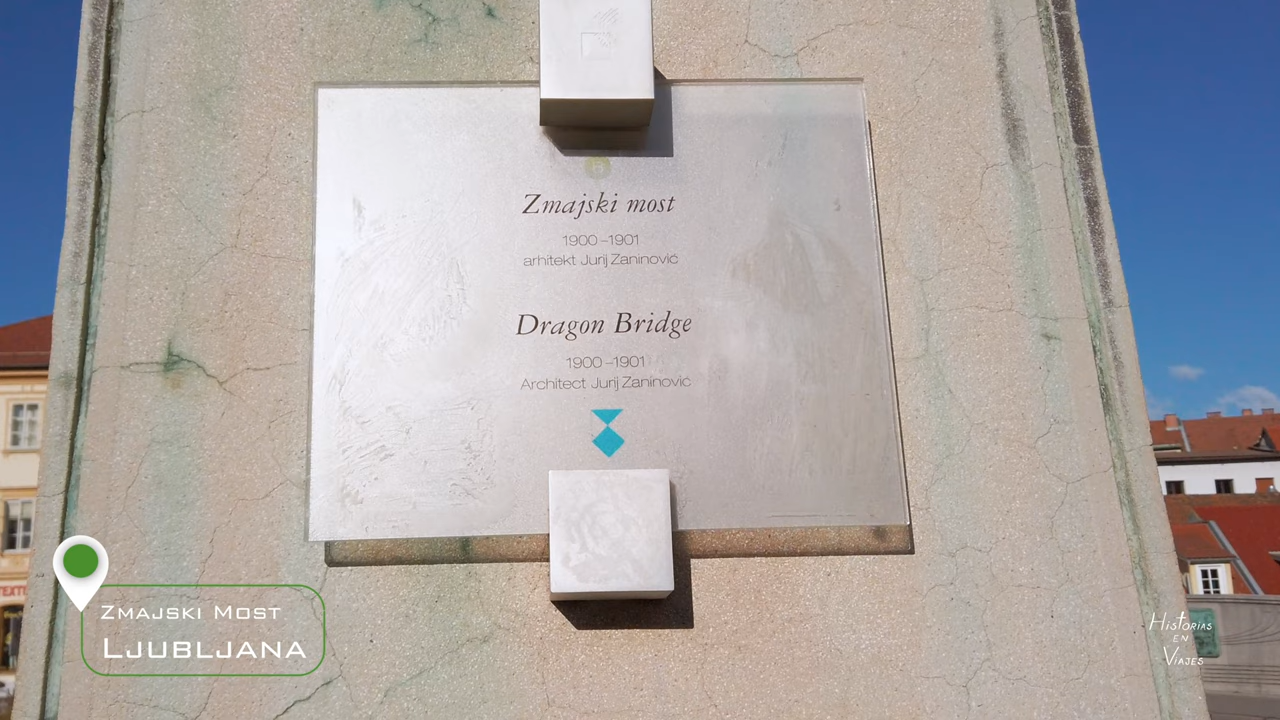 Zmajski most
1900–1901
arhitekt Jurij Zaninović
Dragon Bridge
1900–1901
Architect Jurij Zaninović
Zmajski Most
Ljubljana
Historias
en
Viajes